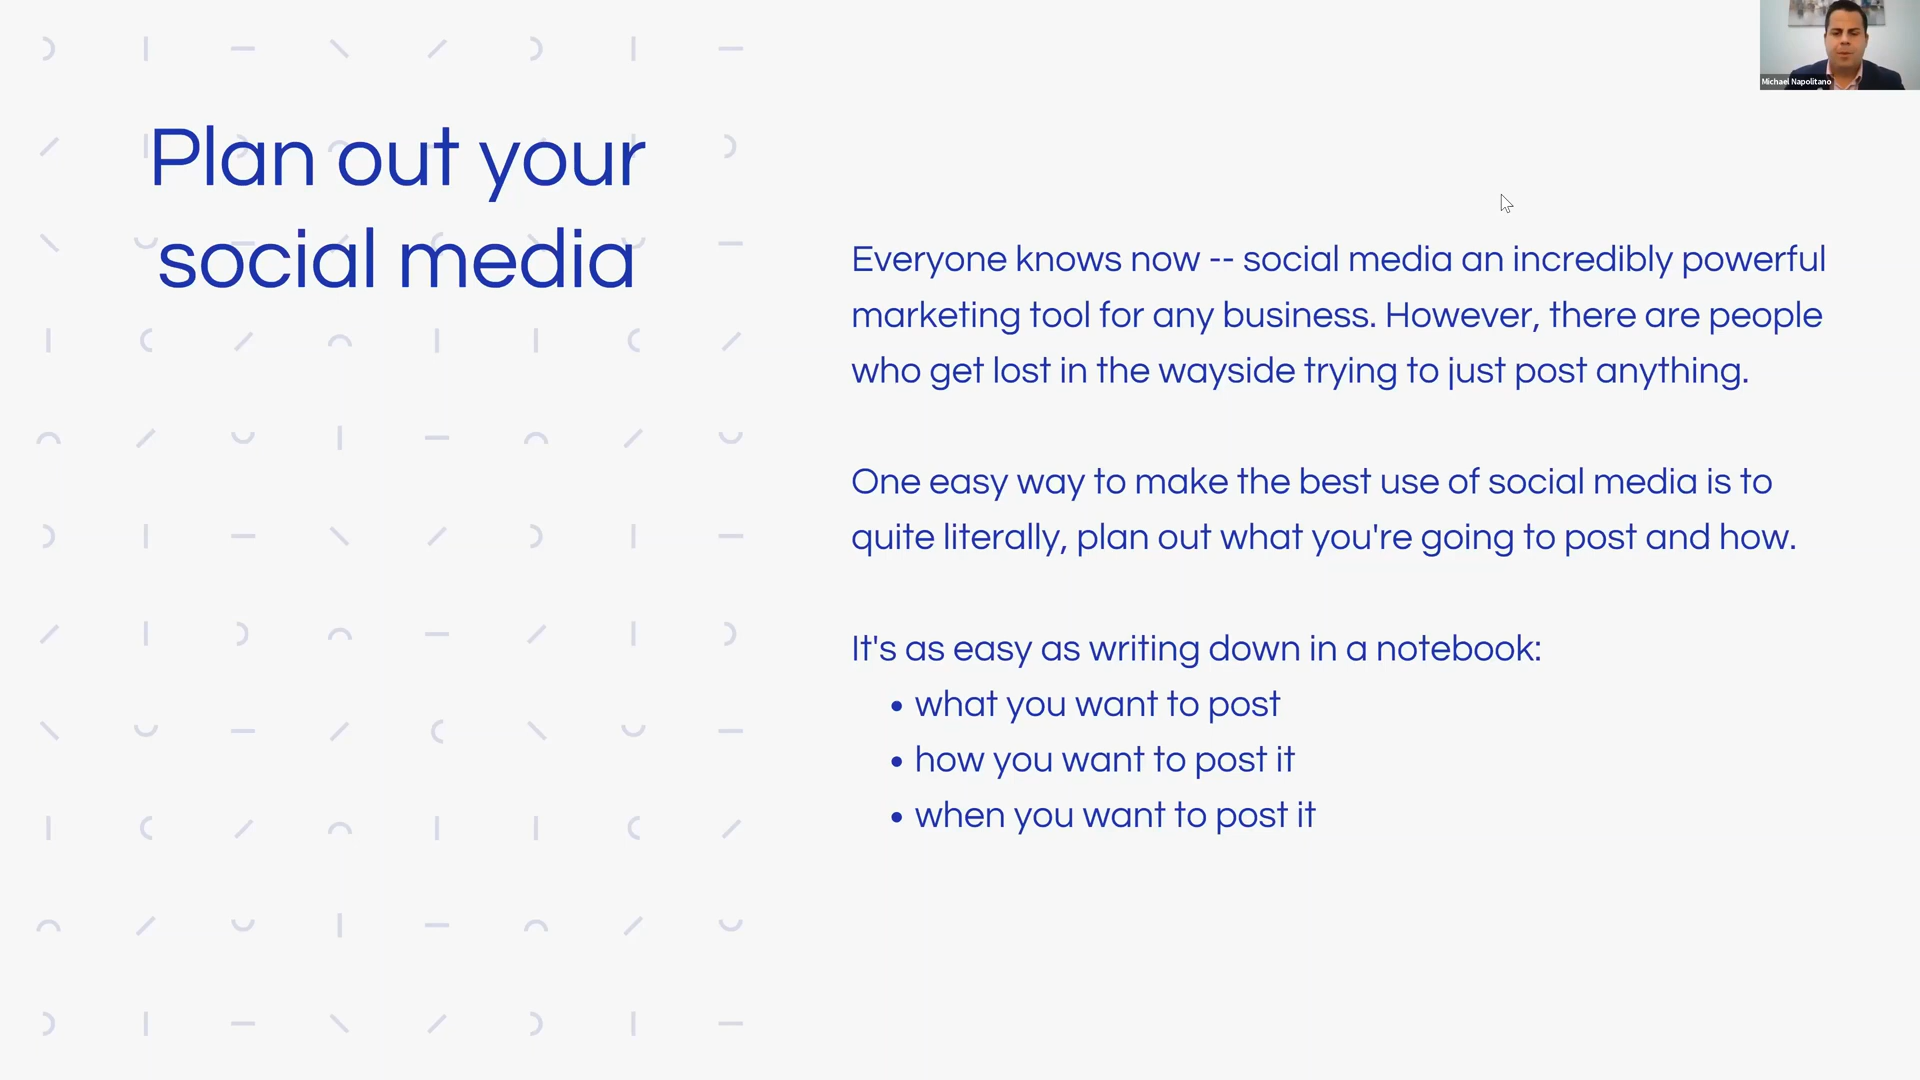 Plan out your
social media
Michael Napolitano
Everyone knows now -- social media an incredibly powerful
marketing tool for any business. However, there are people
who get lost in the wayside trying to just post anything.
One easy way to make the best use of social media is to
quite literally, plan out what you're going to post and how.
It's as easy as writing down in a notebook:
• what you want to post
• how you want to post it
• when you want to post it